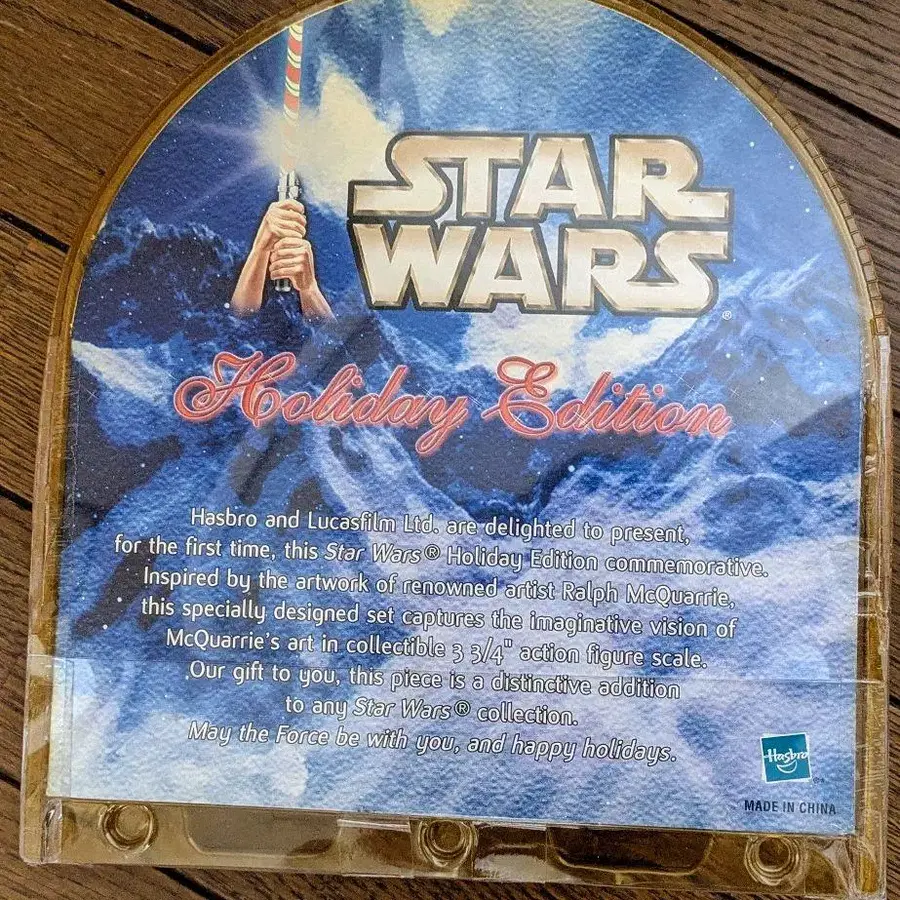 STAR
WARS
®
Holiday Edition
Hasbro and Lucasfilm Ltd. are delighted to present,
for the first time, this Star Wars® Holiday Edition commemorative.
Inspired by the artwork of renowned artist Ralph McQuarrie,
this specially designed set captures the imaginative vision of
McQuarrie's art in collectible 3 3/4" action figure scale.
Our gift to you, this piece is a distinctive addition
to any Star Wars® collection.
May the Force be with you, and happy holidays.
Hasbro
MADE IN CHINA